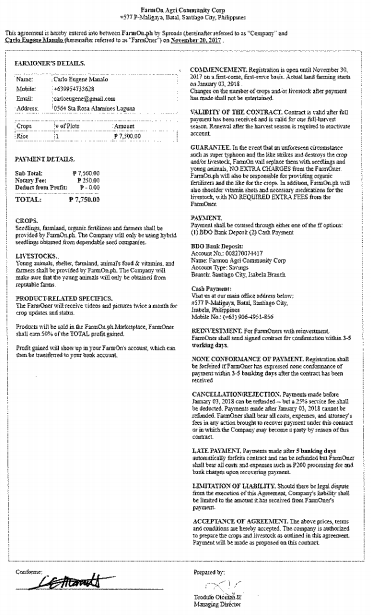 FarmOn Agri Community Corp
#577 P-Maligaya, Batal, Santiago City, Philippines
This agreement is hereby entered into between FarmOn.ph by Spreads (hereinafter referred to as "Company" and
Carlo Eugene Manalo (hereinafter referred to as "FarmOner") on November 20, 2017.
FARMONER'S DETAILS.
Name: Carlo Eugene Manalo
Mobile: +639954733628
Email: carloeugene@gmail.com
Address: 0564 Sta Rosa Alaminos Laguna
Crops # of Plots Amount
Rice 1 ₱ 7,500.00
PAYMENT DETAILS.
Sub Total: ₱ 7,500.00
Notary Fee: ₱ 250.00
Deduct from Profit: ₱ - 0.00
TOTAL: ₱ 7,750.00
CROPS.
Seedlings, farmland, organic fertilizers and farmers shall be
provided by FarmOn.ph. The Company will only be using hybrid
seedlings obtained from dependable seed companies.
LIVESTOCKS.
Young animals, shelter, farmland, animal's food & vitamins, and
farmers shall be provided by FarmOn.ph. The Company will
make sure that the young animals will only be obtained from
reputable farms.
PRODUCT-RELATED SPECIFICS.
The FarmOner will receive videos and pictures twice a month for
crop updates and status.
Products will be sold in the FarmOn.ph Marketplace, FarmOner
shall earn 50% of the TOTAL profit gained.
Profit gained will show up in your FarmOn's account, which can
then be transferred to your bank account.
COMMENCEMENT. Registration is open until November 30,
2017 on a first-come, first-serve basis. Actual land farming starts
on January 03, 2018
Changes on the number of crops and/or livestock after payment
has made shall not be entertained.
VALIDITY OF THE CONTRACT. Contract is valid after full
payment has been received and is valid for one full-harvest
season. Renewal after the harvest season is required to reactivate
account.
GUARANTEE. In the event that an unforeseen circumstance
such as super typhoon and the like strikes and destroys the crop
and/or livestock, FarmOn will replace them with seedlings and
young animals, NO EXTRA CHARGES from the FarmOner.
FarmOn.ph will also be responsible for providing organic
fertilizers and the like for the crops. In addition, FarmOn.ph will
also shoulder vitamin shots and necessary medications for the
livestock, with NO REQUIRED EXTRA FEES from the
FarmOner.
PAYMENT.
Payment shall be coursed through either one of the ff options:
(1) BDO Bank Deposit (2) Cash Payment
BDO Bank Deposit:
Name: Farmon Agri Community Corp
Account Type: Savings
Branch: Santiago City, Isabela Branch
Cash Payment:
Visit us at our main office address below:
#577 P-Maligaya, Batal, Santiago City,
Isabela, Philippines
Mobile No.: (+63) 906-4951-856
REINVESTMENT. For FarmOners with reinvestment,
FarmOner shall send signed contract for confirmation within 3-5
working days.
NONE CONFORMANCE OF PAYMENT. Registration shall
be forfeited if FarmOner has expressed none conformance of
payment within 3-5 banking days after the contract has been
received
CANCELLATION/REJECTION. Payments made before
January 03, 2018 can be refunded -- but a 25% service fee shall
be deducted. Payments made after January 03, 2018 cannot be
refunded. FarmOner shall bear all costs, expenses, and attorney's
fees in any action brought to recover payment under this contract
or in which the Company may become a party by reason of this
contract.
LATE PAYMENT. Payments made after 5 banking days
automatically forfeits contract and can be refunded but FarmOner
shall bear all costs and expenses such as P200 processing fee and
bank charges upon recovering payment.
LIMITATION OF LIABILITY. Should there be legal dispute
from the execution of this Agreement, Company's liability shall
be limited to the amount it has received from FarmOner's
payment.
ACCEPTANCE OF AGREEMENT. The above prices, terms
and conditions are hereby accepted. The company is authorized
to prepare the crops and livestock as outlined in this agreement.
Payment will be made as proposed on this contract.
Conforme:
Prepared by:
Managing Director